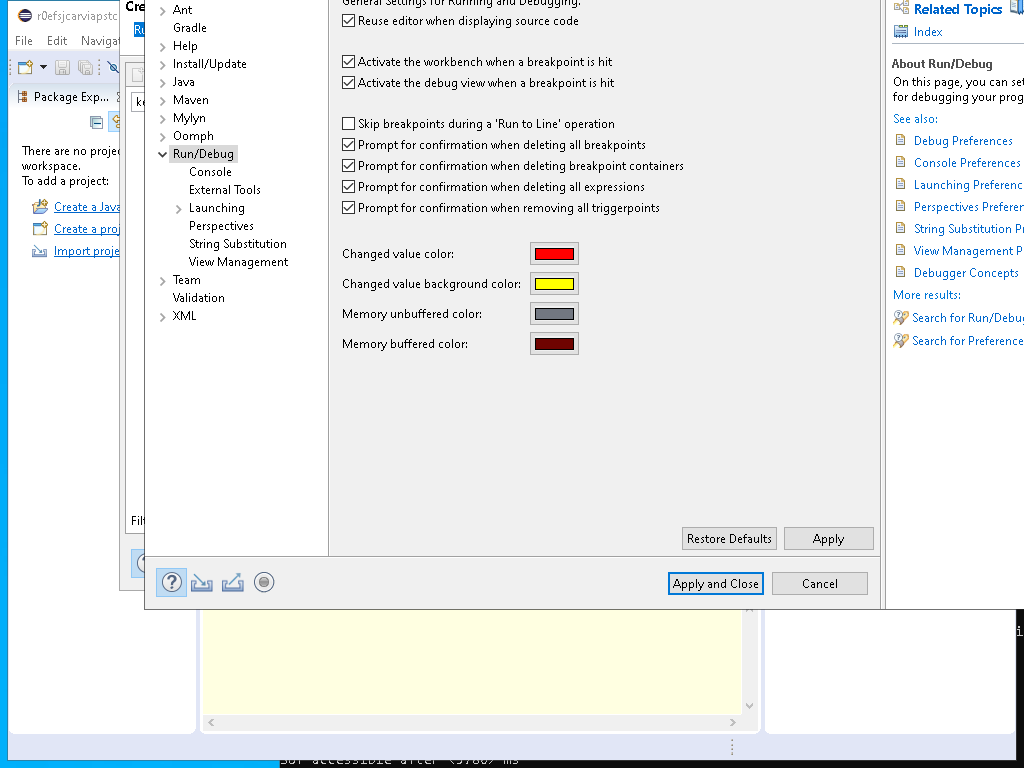 r0efsjcarviapstc
File Edit Navigat
Package Exp...
There are no projec
workspace.
To add a project:
Create a Java
Create a proj
Import proje
Cre
Ru
ke
Filt
Ant
Gradle
Help
Install/Update
Java
Maven
Mylyn
Oomph
Run/Debug
Console
External Tools
Launching
Perspectives
String Substitution
View Management
Team
Validation
XML
General Settings for Running and Debugging.
Reuse editor when displaying source code
Activate the workbench when a breakpoint is hit
Activate the debug view when a breakpoint is hit
Skip breakpoints during a 'Run to Line' operation
Prompt for confirmation when deleting all breakpoints
Prompt for confirmation when deleting breakpoint containers
Prompt for confirmation when deleting all expressions
Prompt for confirmation when removing all triggerpoints
Changed value color:
Changed value background color:
Memory unbuffered color:
Memory buffered color:
Restore Defaults Apply
Apply and Close Cancel
Related Topics
Index
About Run/Debug
On this page, you can set
for debugging your prog
See also:
Debug Preferences
Console Preferences
Launching Preferenc
Perspectives Preferen
String Substitution Pr
View Management P
Debugger Concepts
More results:
Search for Run/Debug
Search for Preference
accessible after <5780> ms